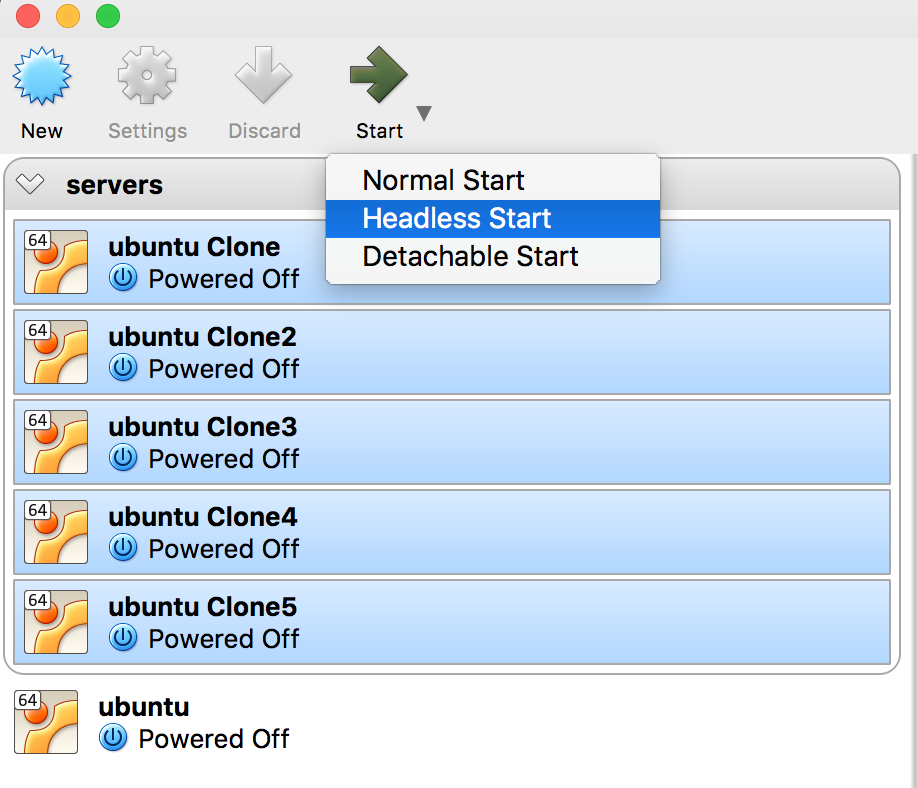 New Settings Discard Start
Normal Start
servers
Headless Start
Detachable Start
64
ubuntu Clone
Powered Off
64
ubuntu Clone2
Powered Off
64
ubuntu Clone3
Powered Off
64
ubuntu Clone4
Powered Off
64
ubuntu Clone5
Powered Off
64
ubuntu
Powered Off